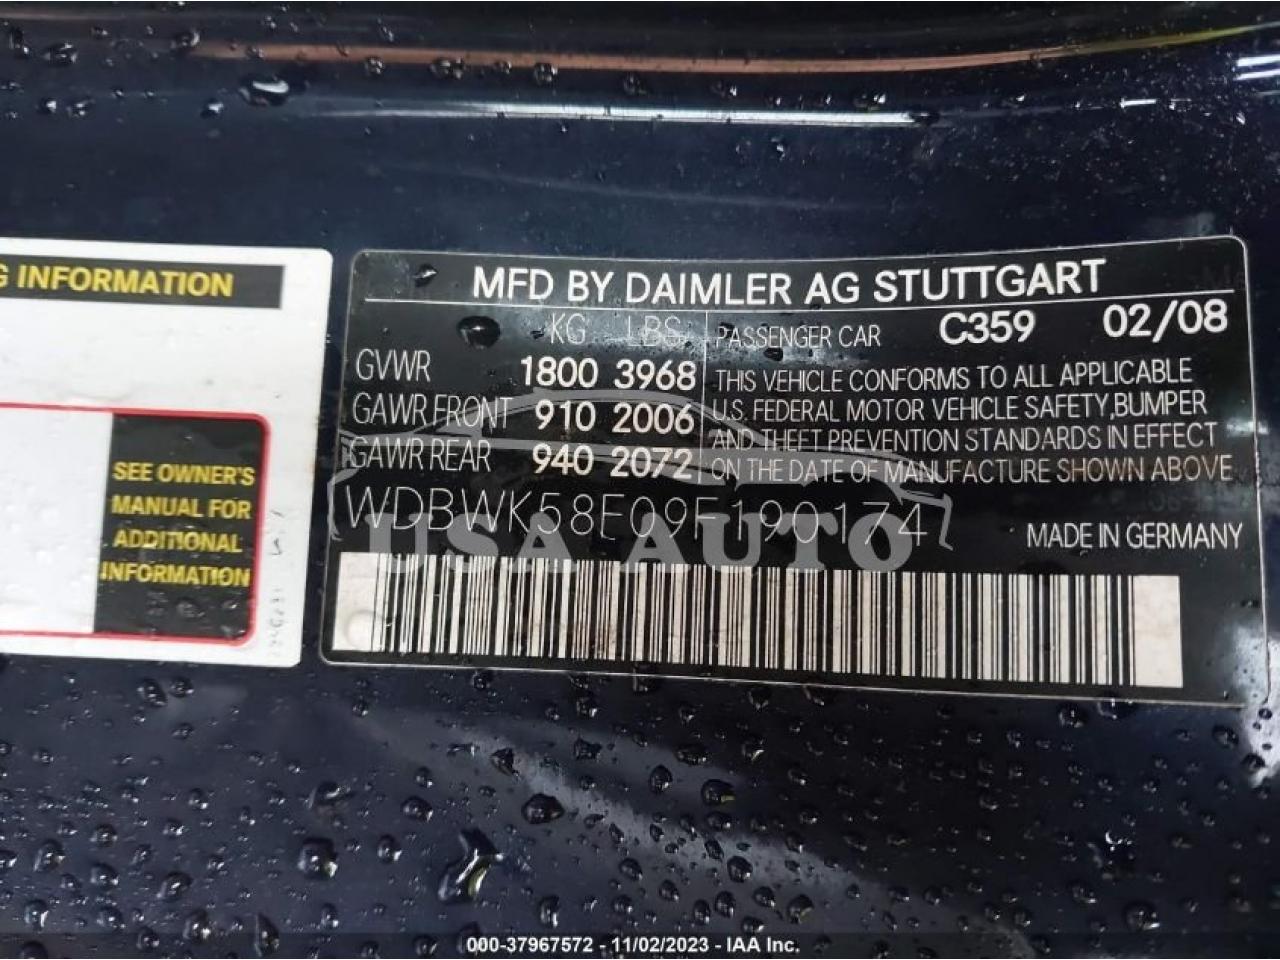 G INFORMATION
SEE OWNER'S
MANUAL FOR
ADDITIONAL
INFORMATION
MFD BY DAIMLER AG STUTTGART
KG LBS PASSENGER CAR C359 02/08
GVWR 1800 3968
GAWR FRONT 910 2006
GAWR REAR 940 2072
THIS VEHICLE CONFORMS TO ALL APPLICABLE
U.S. FEDERAL MOTOR VEHICLE SAFETY,BUMPER
AND THEFT PREVENTION STANDARDS IN EFFECT
ON THE DATE OF MANUFACTURE SHOWN ABOVE
WDBWK58F09F190174
MADE IN GERMANY
USA AUTO
000-37967572 - 11/02/2023 - IAA Inc.